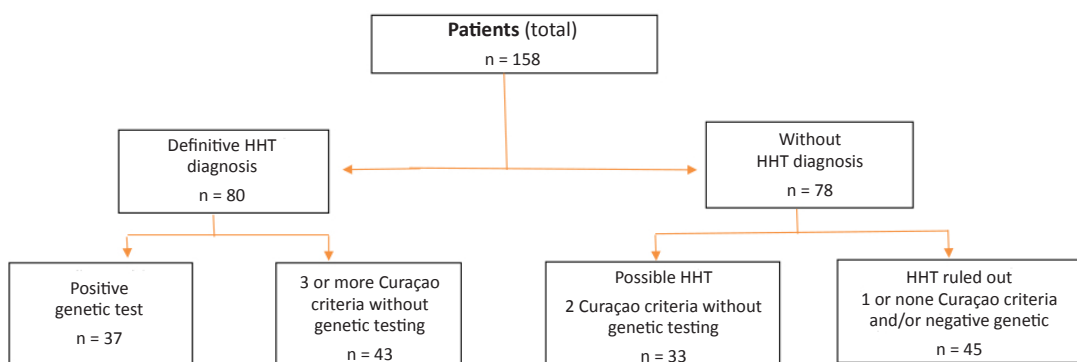 Patients (total)
n = 158
Definitive HHT
diagnosis
n = 80
Without
HHT diagnosis
n = 78
Positive
genetic test
n = 37
3 or more Curaçao
criteria without
genetic testing
n = 43
Possible HHT
2 Curaçao criteria without
genetic testing
n = 33
HHT ruled out
1 or none Curaçao criteria
and/or negative genetic
n = 45